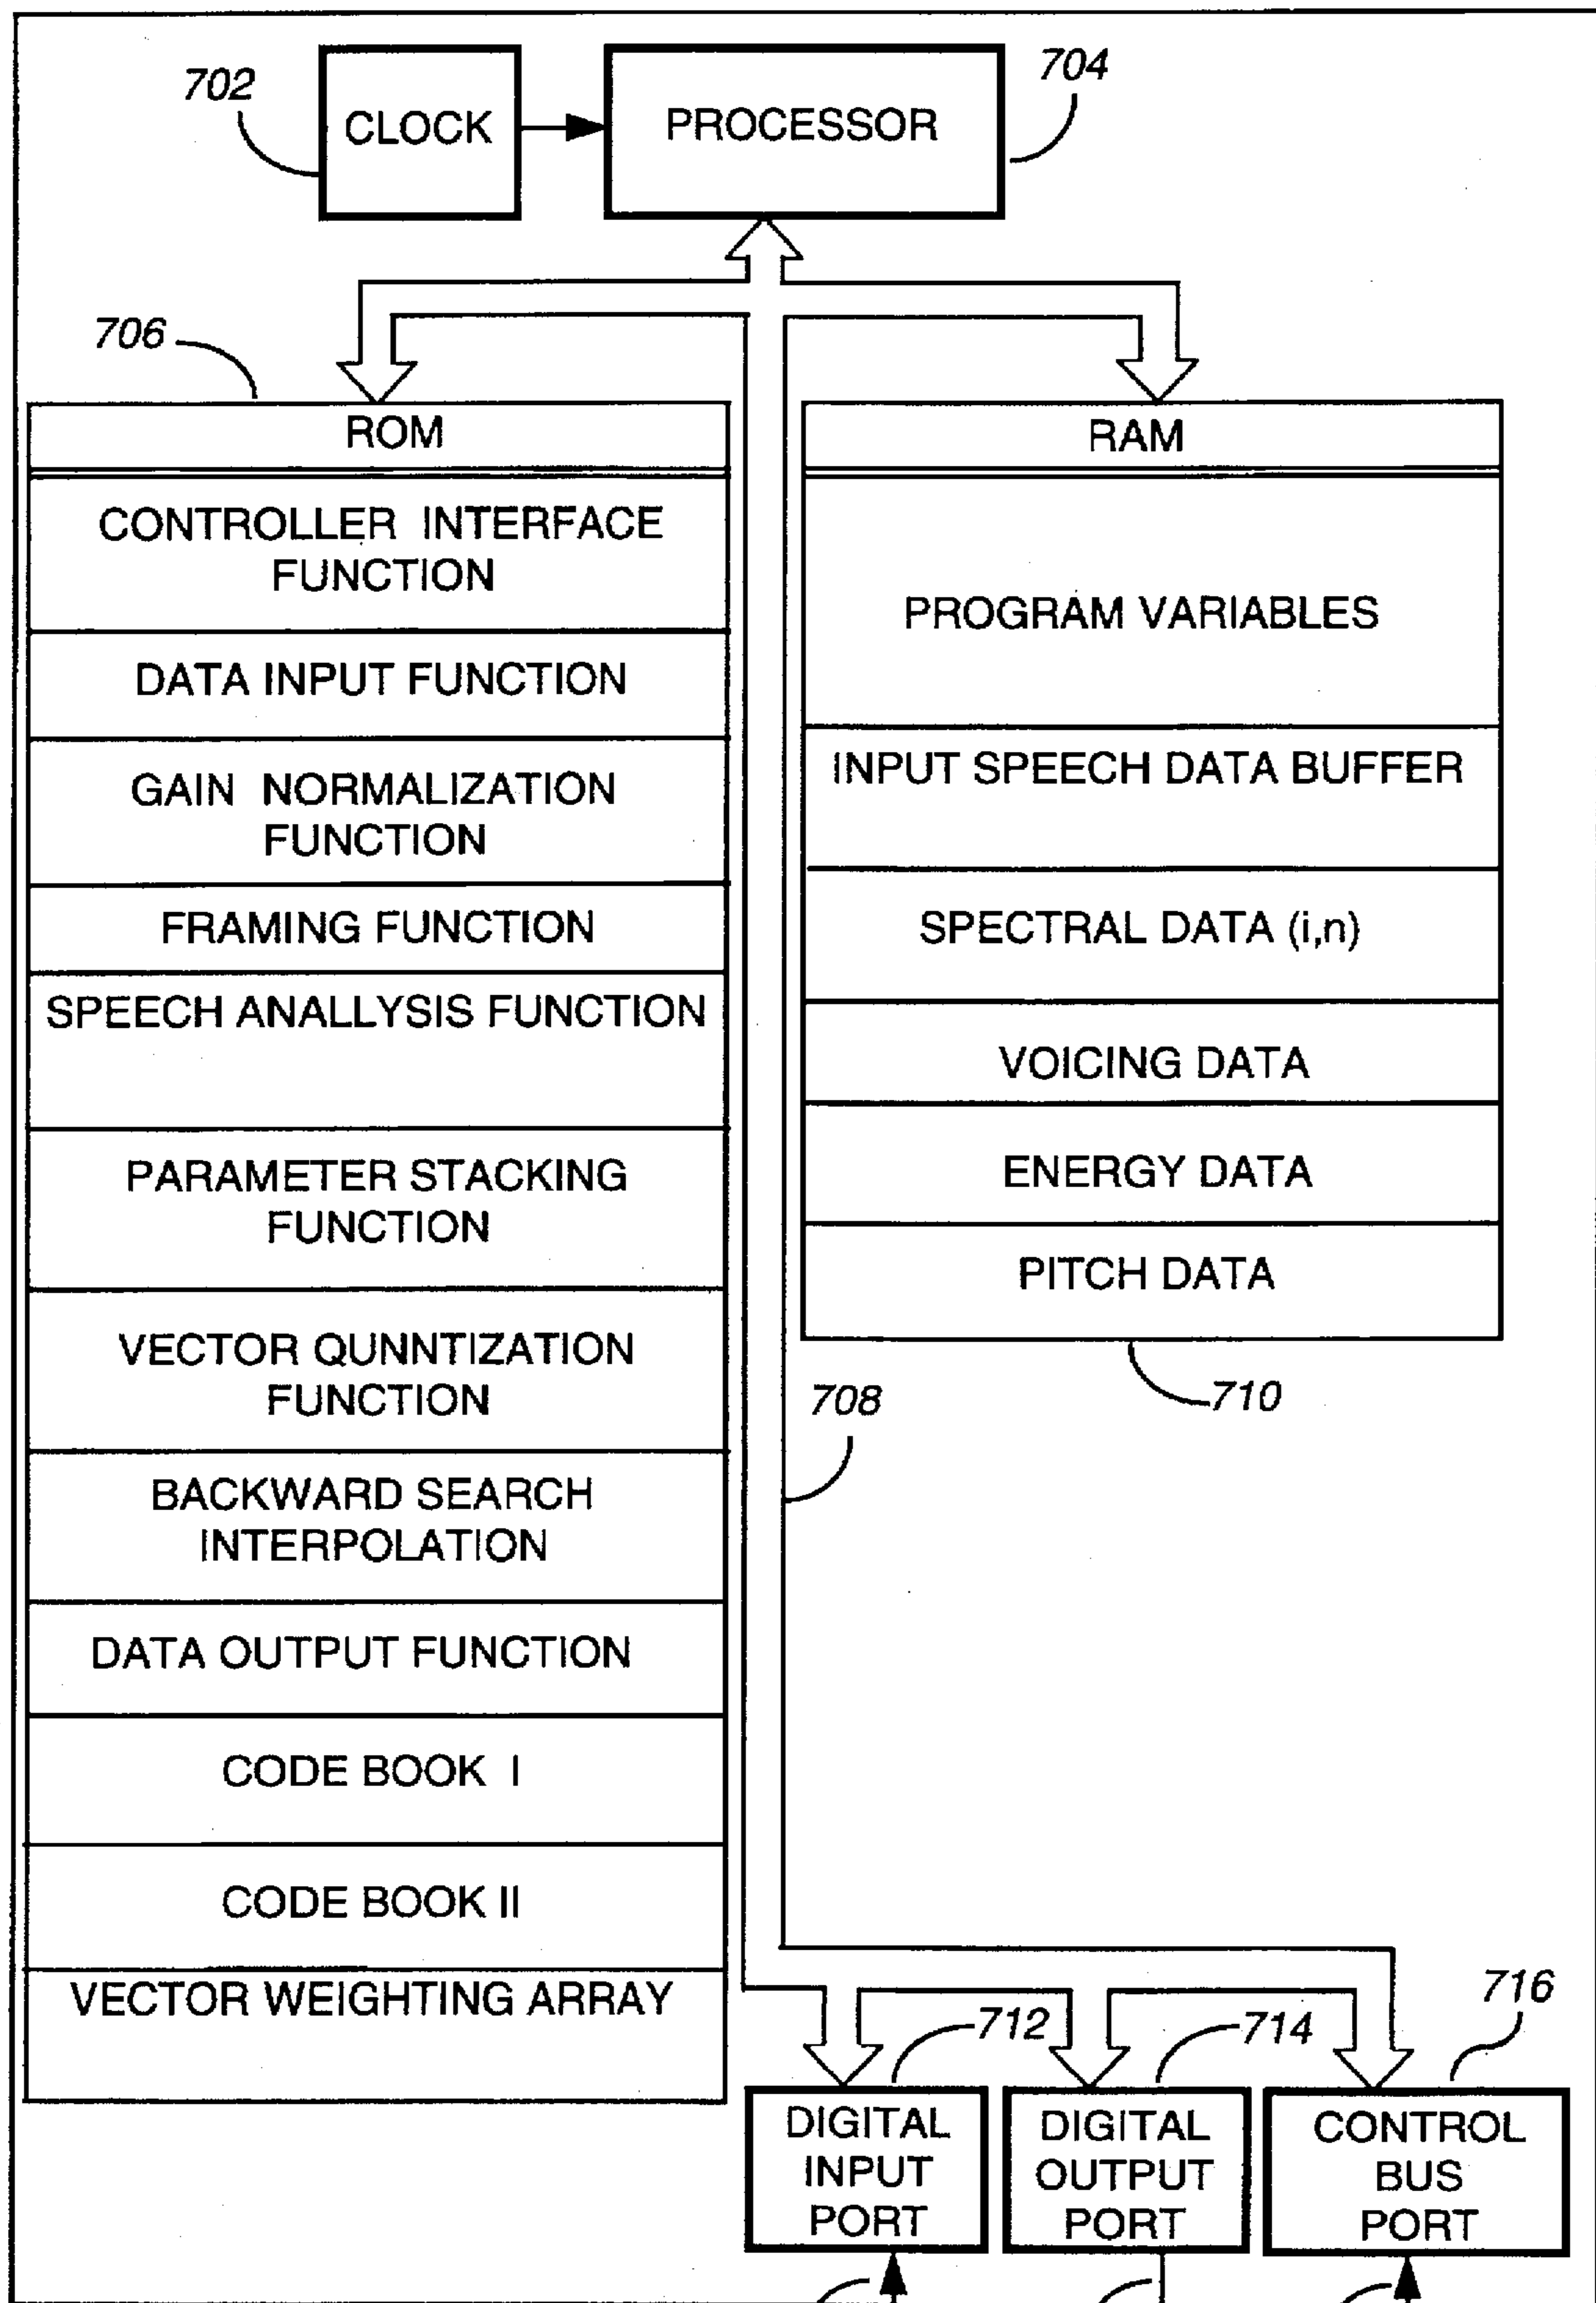 702
CLOCK
PROCESSOR
704
706
ROM
CONTROLLER INTERFACE
FUNCTION
DATA INPUT FUNCTION
GAIN NORMALIZATION
FUNCTION
FRAMING FUNCTION
SPEECH ANALLYSIS FUNCTION
PARAMETER STACKING
FUNCTION
VECTOR QUNNTIZATION
FUNCTION
BACKWARD SEARCH
INTERPOLATION
DATA OUTPUT FUNCTION
CODE BOOK I
CODE BOOK II
VECTOR WEIGHTING ARRAY
RAM
PROGRAM VARIABLES
INPUT SPEECH DATA BUFFER
SPECTRAL DATA (i,n)
VOICING DATA
ENERGY DATA
PITCH DATA
708
710
712
714
716
DIGITAL
INPUT
PORT
DIGITAL
OUTPUT
PORT
CONTROL
BUS
PORT